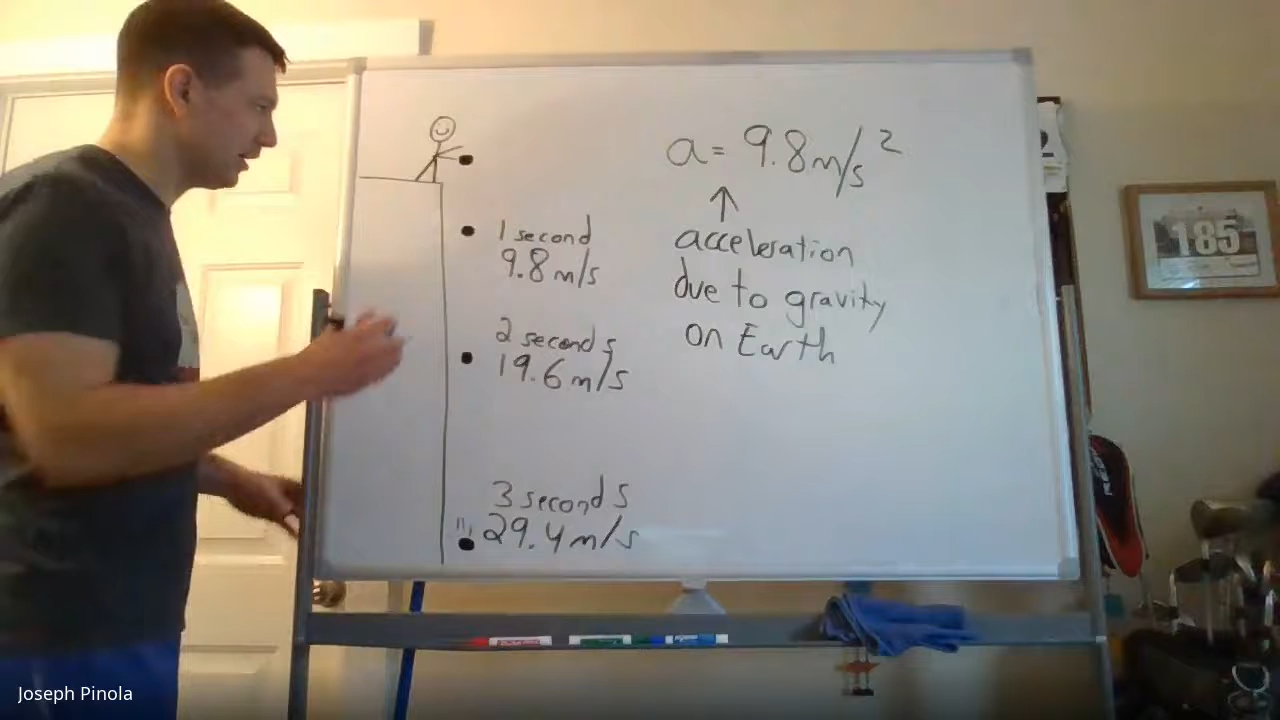 a = 9.8 m/s²
1 second
9.8 m/s
acceleration
due to gravity
on Earth
2 seconds
19.6 m/s
3 seconds
29.4 m/s
185
2
Joseph Pinola